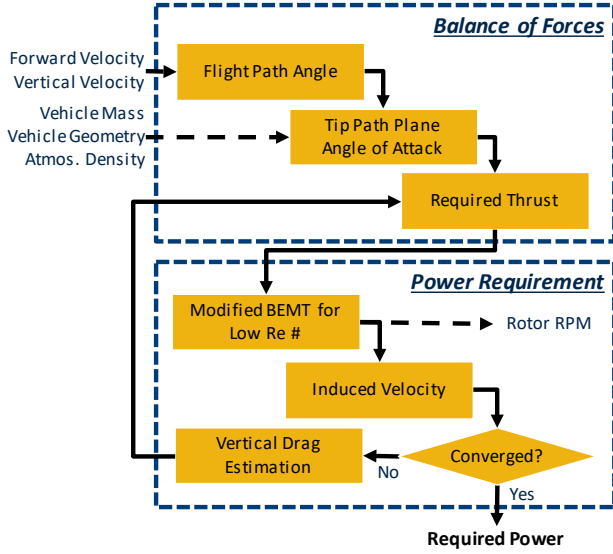 Balance of Forces
Forward Velocity
Vertical Velocity
Flight Path Angle
Vehicle Mass
Vehicle Geometry
Atmos. Density
Tip Path Plane
Angle of Attack
Required Thrust
Power Requirement
Modified BEMT for
Low Re #
Rotor RPM
Induced Velocity
Vertical Drag
Estimation
No
Converged?
Yes
Required Power